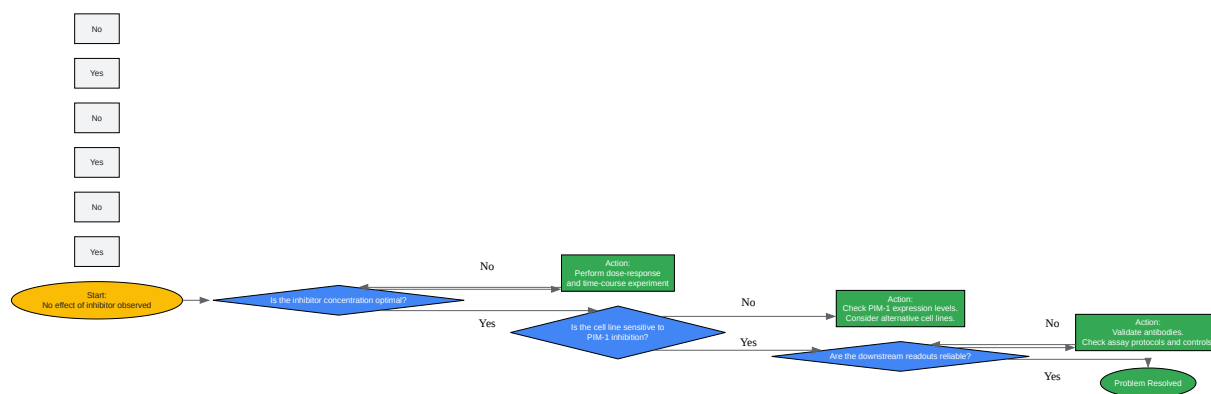 No
Yes
No
Yes
No
Yes
Start:
No effect of inhibitor observed
Is the inhibitor concentration optimal?
No
Yes
Action:
Perform dose-response
and time-course experiment
Is the cell line sensitive to
PIM-1 inhibition?
No
Yes
Action:
Check PIM-1 expression levels.
Consider alternative cell lines.
Are the downstream readouts reliable?
No
Yes
Action:
Validate antibodies.
Check assay protocols and controls
Problem Resolved